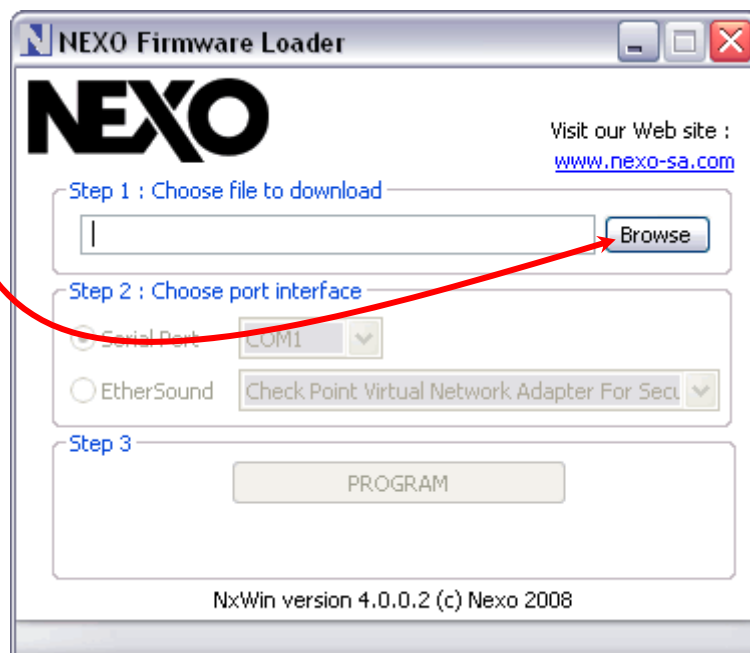 NEXO Firmware Loader
NEXO
Visit our Web site :
www.nexo-sa.com
Step 1 : Choose file to download
Browse
Step 2 : Choose port interface
Serial Port
COM1
EtherSound
Check Point Virtual Network Adapter For Secu
Step 3
PROGRAM
NxWin version 4.0.0.2 (c) Nexo 2008